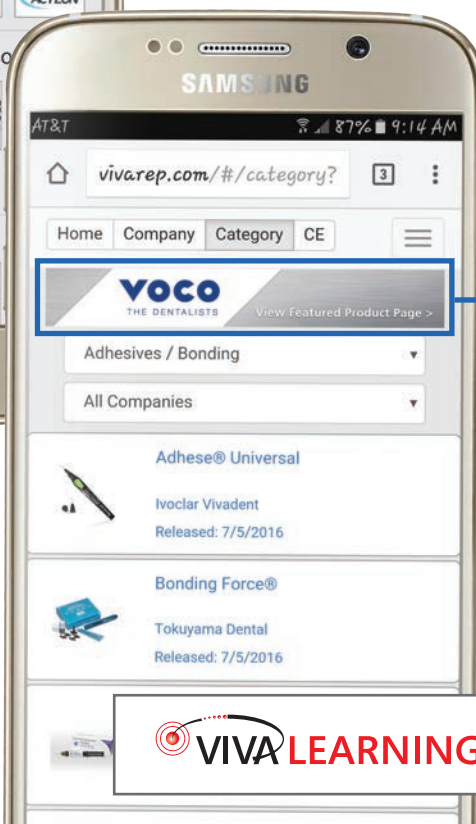 ACTEON
SAMSUNG
AT&T 87% 9:14 AM
vivarep.com/#/category? 3
Home Company Category CE
VOCO
THE DENTALISTS
View Featured Product Page >
Adhesives / Bonding
All Companies
Adhese® Universal
Ivoclar Vivadent
Released: 7/5/2016
Bonding Force®
Tokuyama Dental
Released: 7/5/2016
VIVA LEARNING